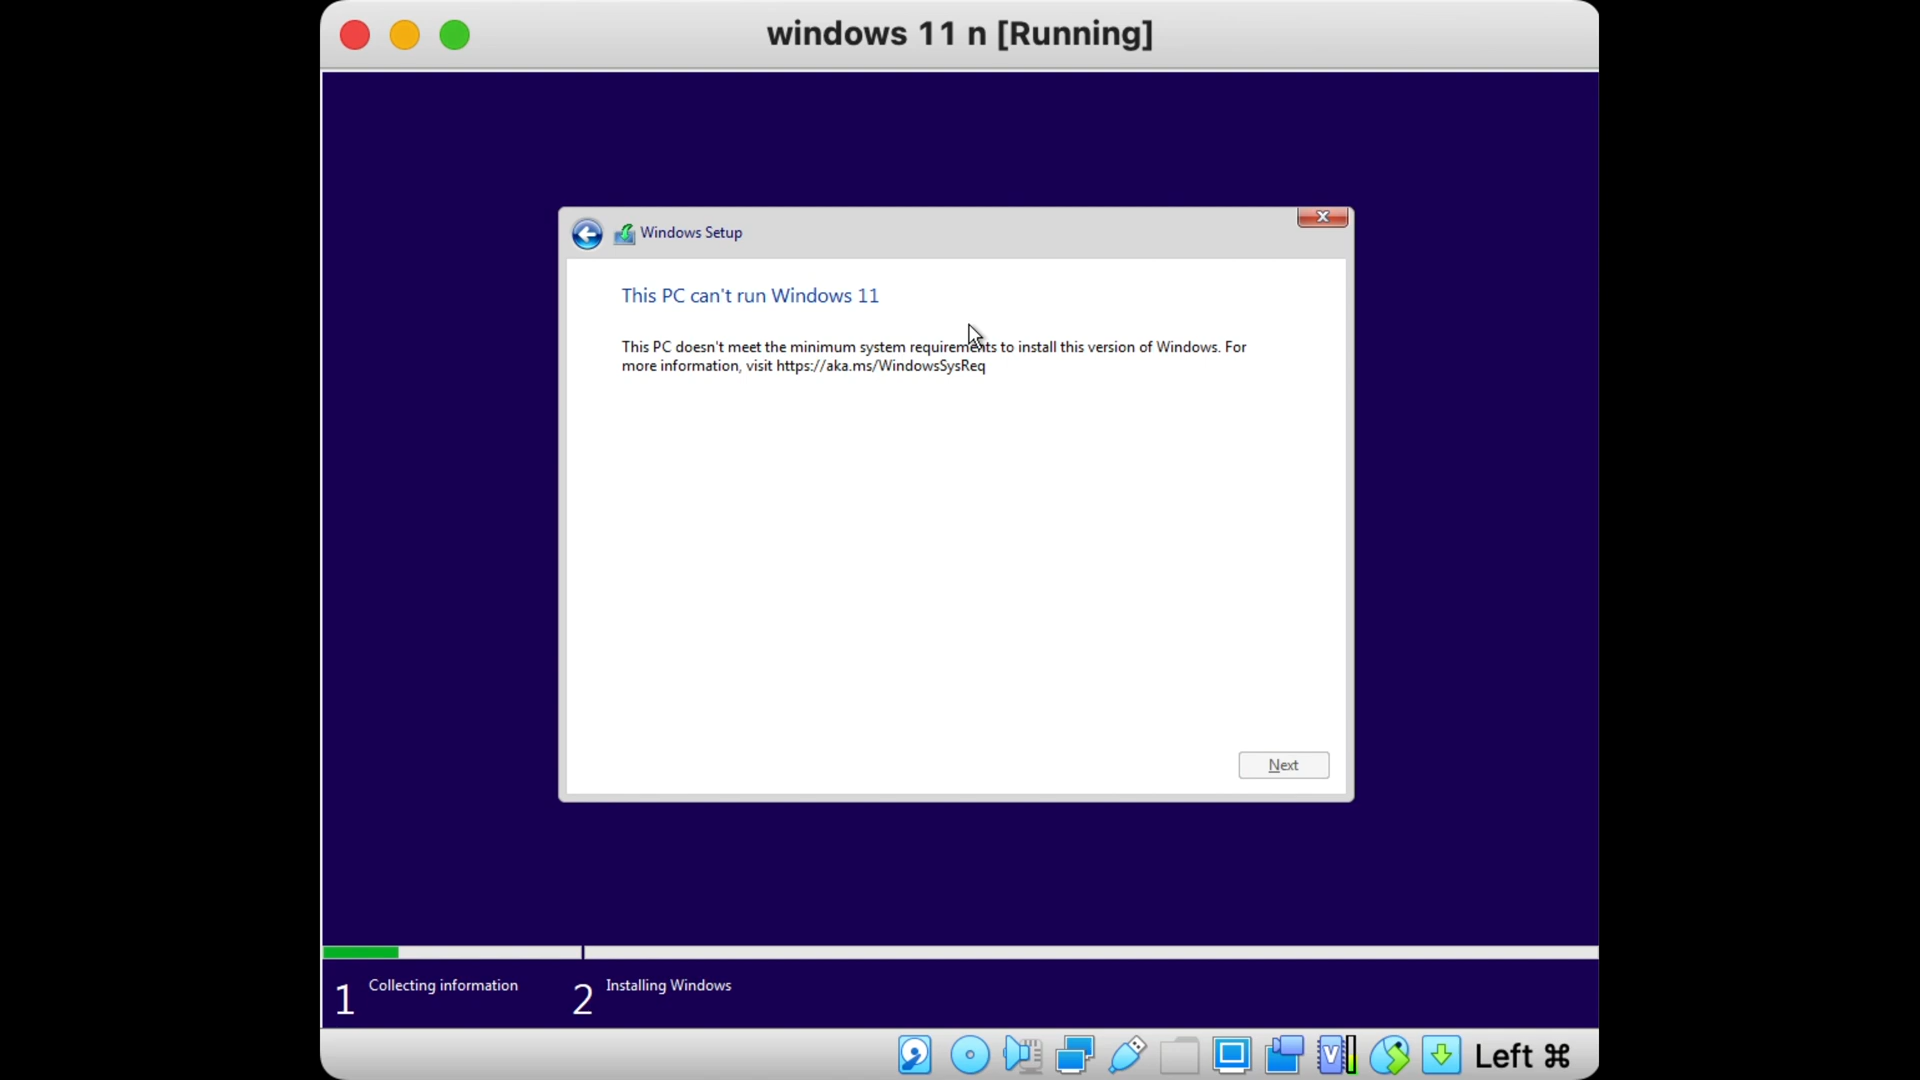 windows 11 n [Running]
Windows Setup
This PC can't run Windows 11
This PC doesn't meet the minimum system requirements to install this version of Windows. For
more information, visit https://aka.ms/WindowsSysReq
Next
1 Collecting information
2 Installing Windows
Left ⌘